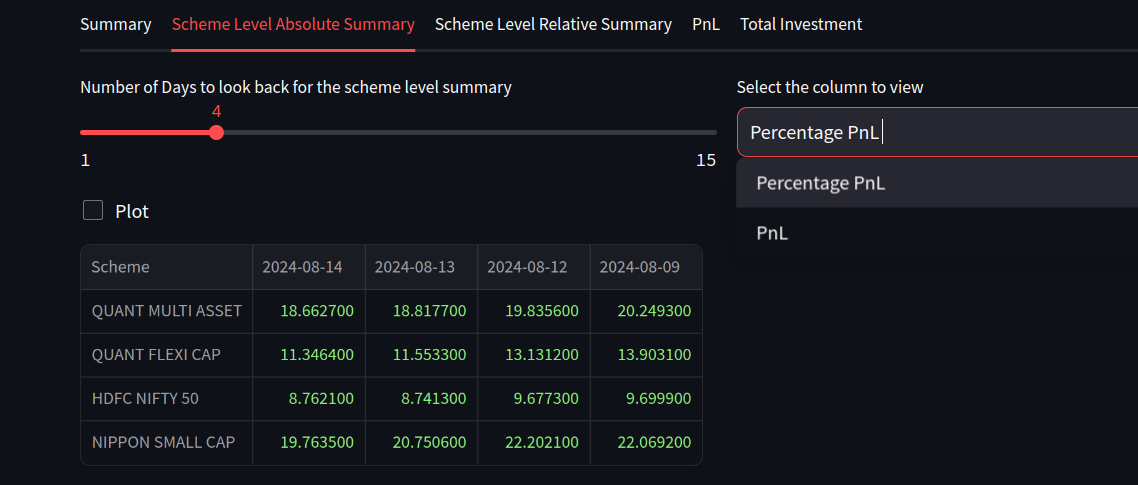 Summary Scheme Level Absolute Summary Scheme Level Relative Summary PnL Total Investment
Number of Days to look back for the scheme level summary
4
1 15
Select the column to view
Percentage PnL
Percentage PnL
PnL
Plot
Scheme 2024-08-14 2024-08-13 2024-08-12 2024-08-09
QUANT MULTI ASSET 18.662700 18.817700 19.835600 20.249300
QUANT FLEXI CAP 11.346400 11.553300 13.131200 13.903100
HDFC NIFTY 50 8.762100 8.741300 9.677300 9.699900
NIPPON SMALL CAP 19.763500 20.750600 22.202100 22.069200